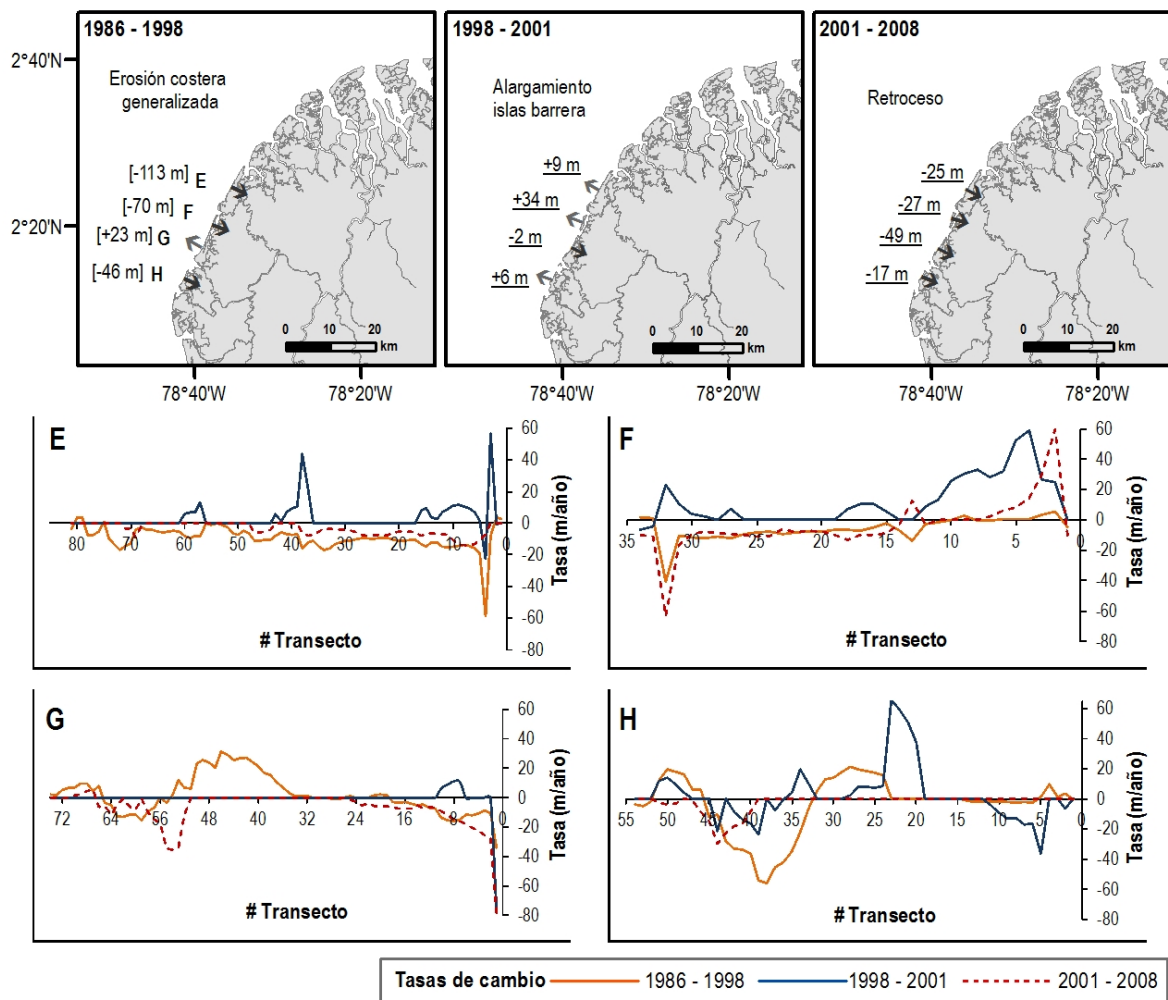 1986 - 1998
Erosión costera
generalizada
[-113 m] E
[-70 m] F
[+23 m] G
[-46 m] H
0 10 20
km
1998 - 2001
Alargamiento
islas barrera
+9 m
+34 m
-2 m
+6 m
0 10 20
km
2001 - 2008
Retroceso
-25 m
-27 m
-49 m
-17 m
0 10 20
km
2°40'N
2°20'N
78°40'W 78°20'W 78°40'W 78°20'W 78°40'W 78°20'W
E
60
40
20
0
-20
-40
-60
-80
80 70 60 50 40 30 20 10 0
Tasa (m/año)
# Transecto
F
60
40
20
0
-20
-40
-60
-80
35 30 25 20 15 10 5 0
Tasa (m/año)
# Transecto
G
60
40
20
0
-20
-40
-60
-80
72 64 56 48 40 32 24 16 8 0
Tasa (m/año)
# Transecto
H
60
40
20
0
-20
-40
-60
-80
55 50 45 40 35 30 25 20 15 10 5 0
Tasa (m/año)
# Transecto
Tasas de cambio 1986 - 1998 1998 - 2001 2001 - 2008